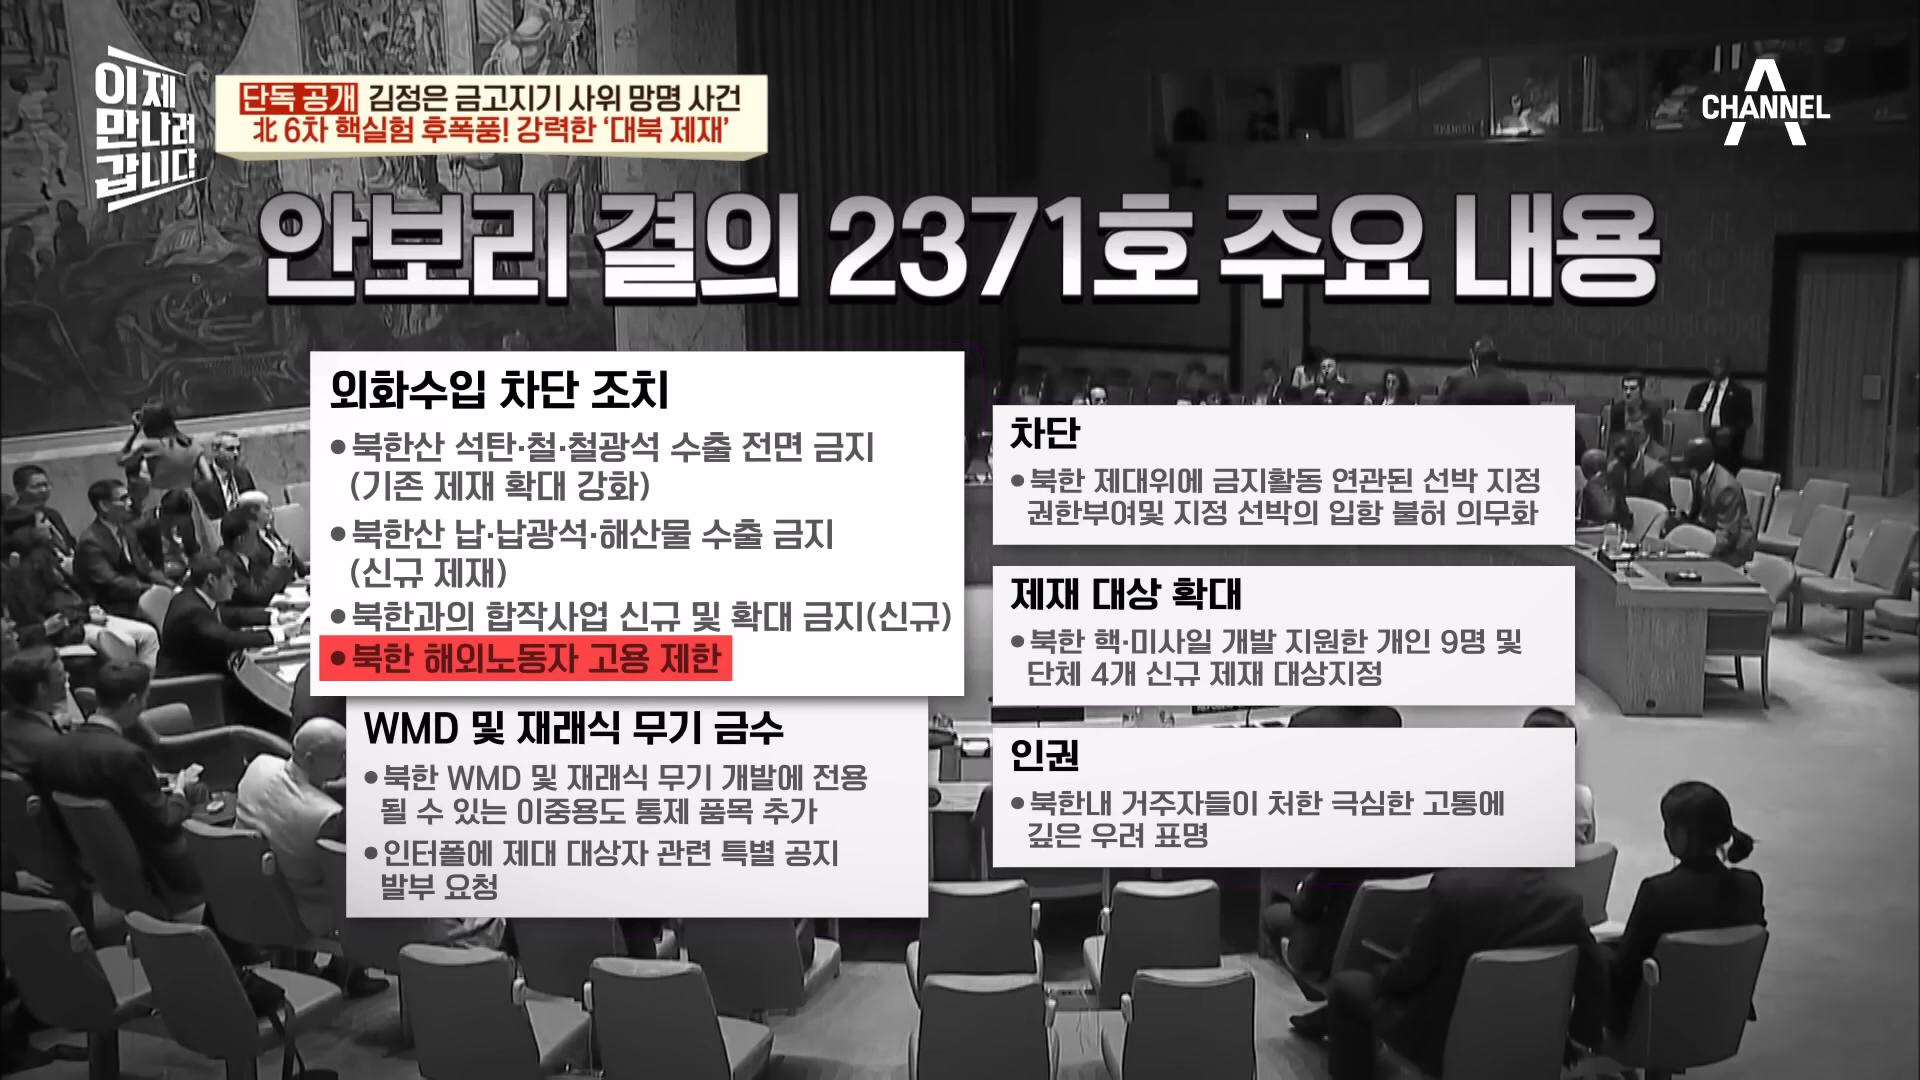 이제
만나러
갑니다
단독 공개 김정은 금고지기 사위 망명 사건
北 6차 핵실험 후폭풍! 강력한 ‘대북 제재’
CHANNEL A
안보리 결의 2371호 주요 내용
외화수입 차단 조치
●북한산 석탄·철·철광석 수출 전면 금지
(기존 제재 확대 강화)
●북한산 납·납광석·해산물 수출 금지
(신규 제재)
●북한과의 합작사업 신규 및 확대 금지(신규)
●북한 해외노동자 고용 제한
WMD 및 재래식 무기 금수
●북한 WMD 및 재래식 무기 개발에 전용
될 수 있는 이중용도 통제 품목 추가
●인터폴에 제대 대상자 관련 특별 공지
발부 요청
차단
●북한 제대위에 금지활동 연관된 선박 지정
권한부여및 지정 선박의 입항 불허 의무화
제재 대상 확대
●북한 핵·미사일 개발 지원한 개인 9명 및
단체 4개 신규 제재 대상지정
인권
●북한내 거주자들이 처한 극심한 고통에
깊은 우려 표명